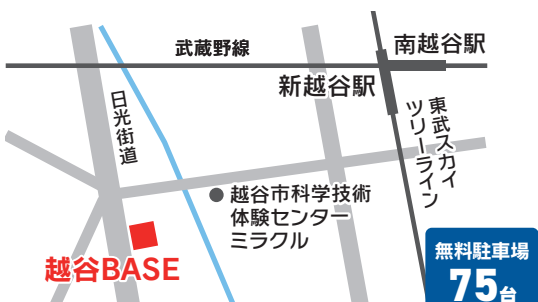 武蔵野線
南越谷駅
新越谷駅
日光街道
東武スカイ
ツリーライン
越谷市科学技術
体験センター
ミラクル
越谷BASE
無料駐車場
75台